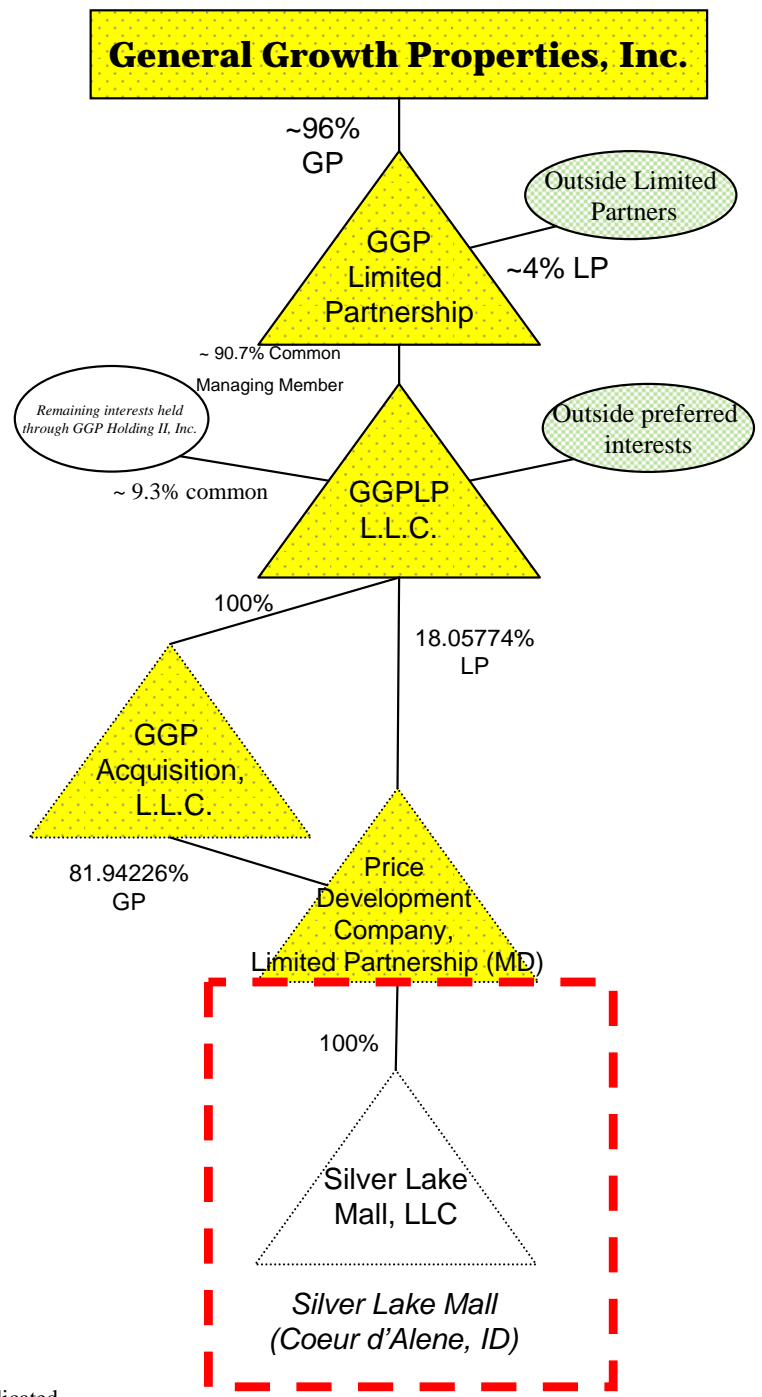 General Growth Properties, Inc.
~96%
GP
Outside Limited
Partners
GGP
Limited
Partnership
~4% LP
~ 90.7% Common
Managing Member
Remaining interests held
through GGP Holding II, Inc.
Outside preferred
interests
GGPLP
L.L.C.
~ 9.3% common
100%
18.05774%
LP
GGP
Acquisition,
L.L.C.
81.94226%
GP
Price
Development
Company,
Limited Partnership (MD)
100%
Silver Lake
Mall, LLC
Silver Lake Mall
(Coeur d'Alene, ID)